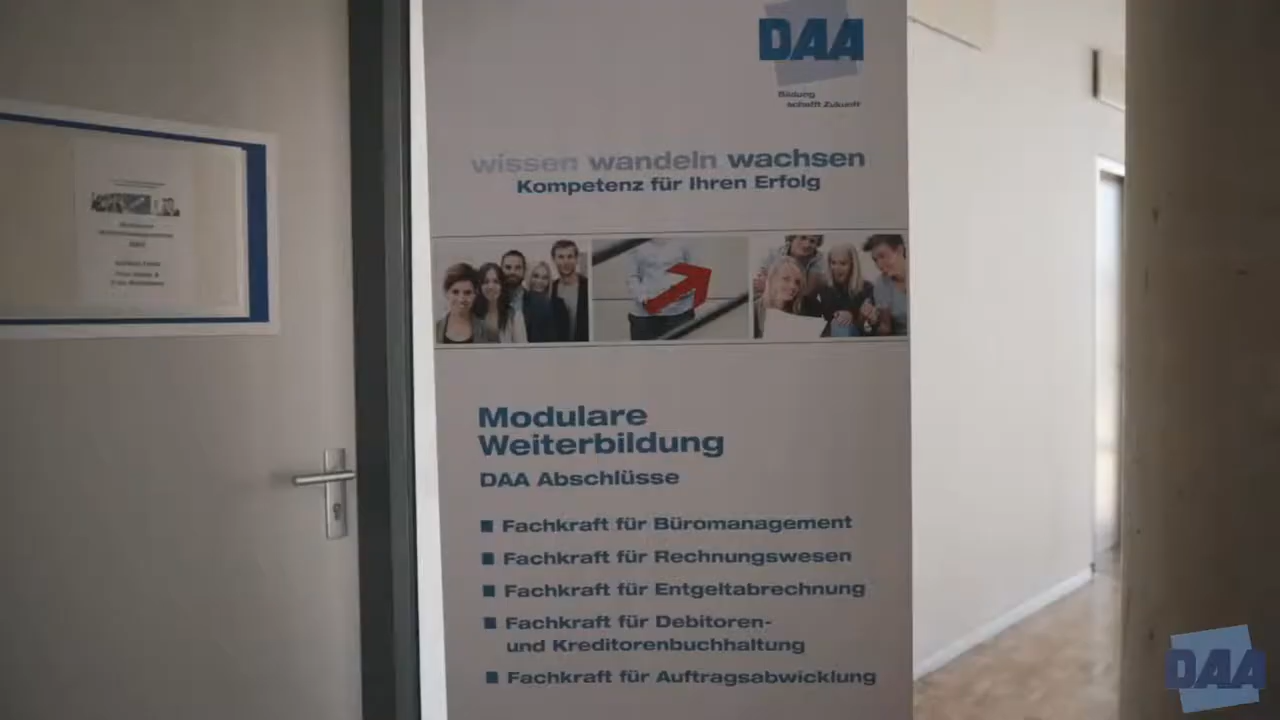 DAA
Bildung
schafft Zukunft
wissen wandeln wachsen
Kompetenz für Ihren Erfolg
Modulare
Weiterbildung
DAA Abschlüsse
Fachkraft für Büromanagement
Fachkraft für Rechnungswesen
Fachkraft für Entgeltabrechnung
Fachkraft für Debitoren-
und Kreditorenbuchhaltung
Fachkraft für Auftragsabwicklung
DAA